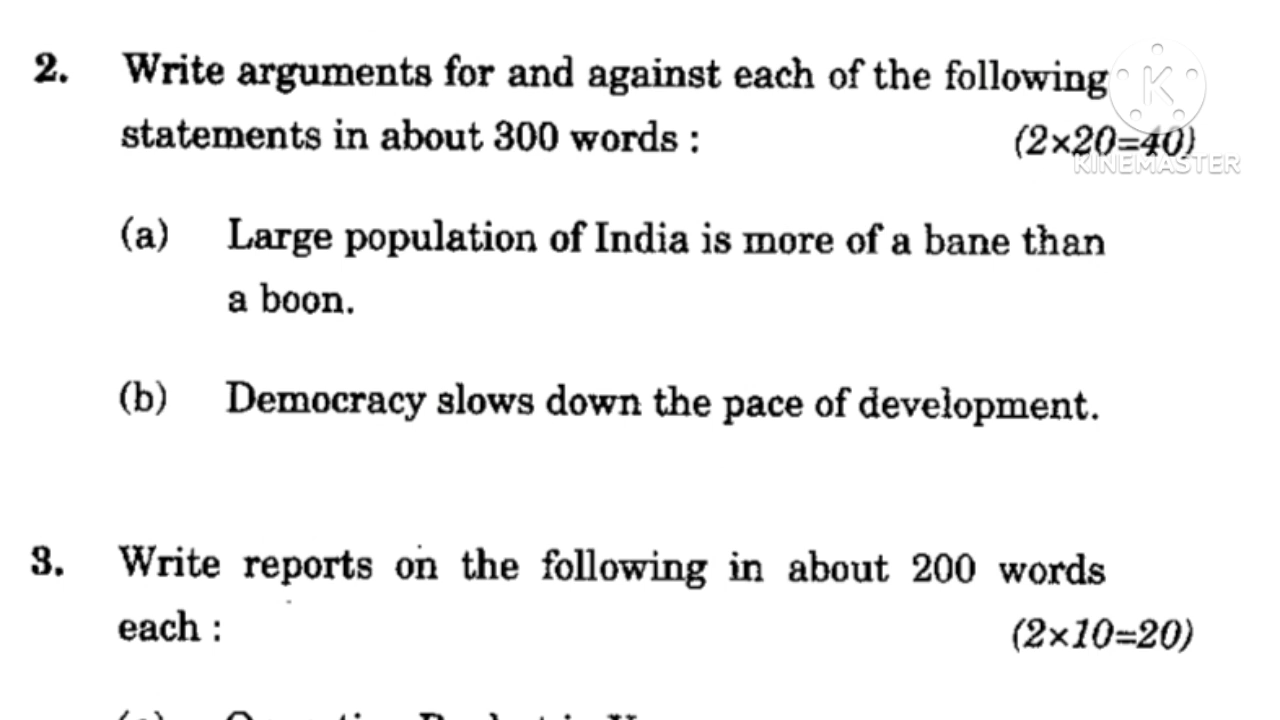 2. Write arguments for and against each of the following
statements in about 300 words : (2×20=40)
KINEMASTER
(a) Large population of India is more of a bane than
a boon.
(b) Democracy slows down the pace of development.
3. Write reports on the following in about 200 words
each : (2×10=20)